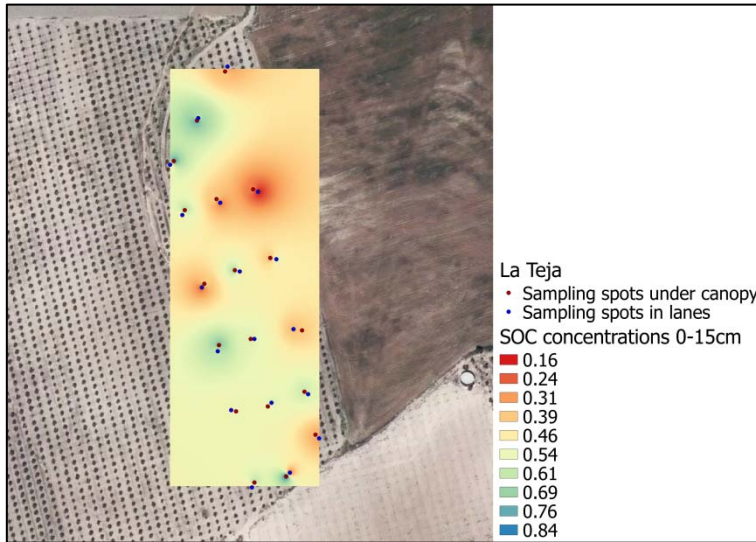 La Teja
Sampling spots under canopy
Sampling spots in lanes
SOC concentrations 0-15cm
0.16
0.24
0.31
0.39
0.46
0.54
0.61
0.69
0.76
0.84